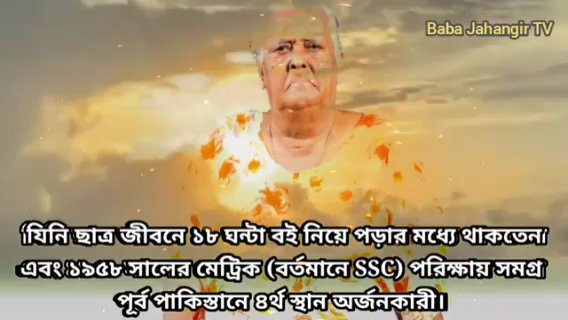 Baba Jahangir TV
যিনি ছাত্র জীবনে ১৮ ঘন্টা বই নিয়ে পড়ার মধ্যে থাকতেন
এবং ১৯৫৮ সালের মেট্রিক (বর্তমানে SSC) পরিক্ষায় সমগ্র
পূর্ব পাকিস্তানে ৪র্থ স্থান অর্জনকারী।